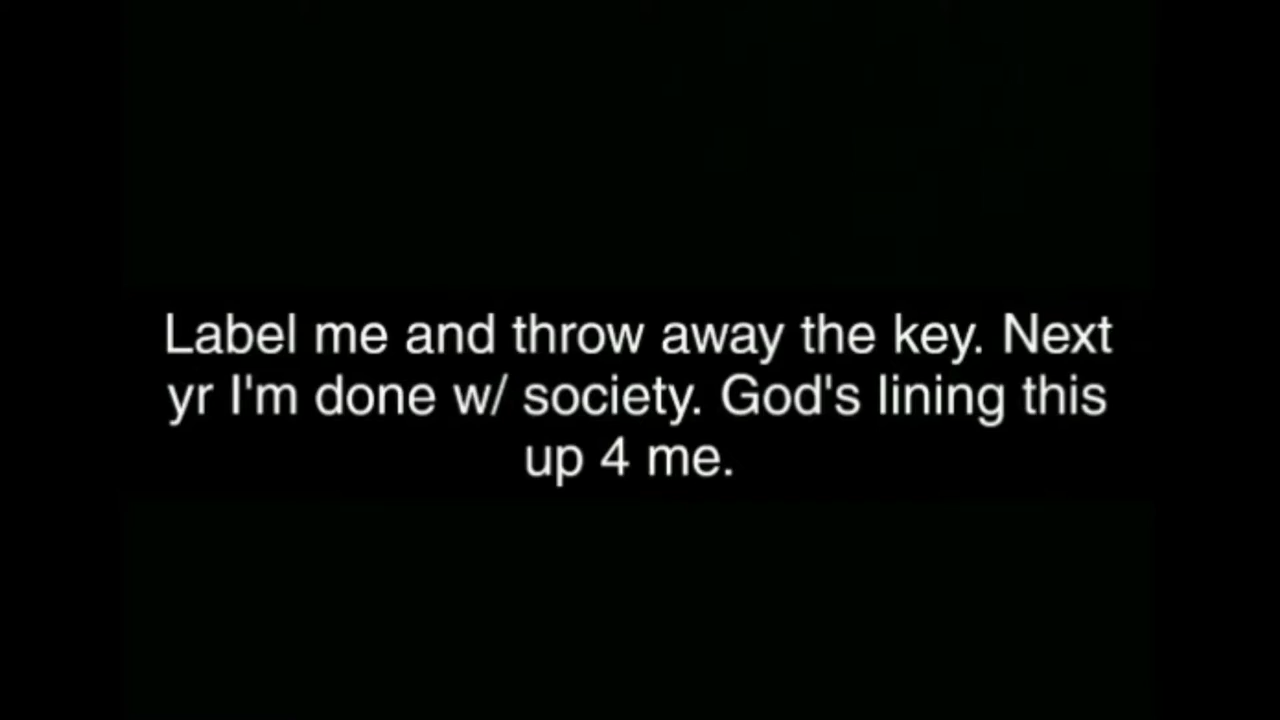 Label me and throw away the key. Next
yr I'm done w/ society. God's lining this
up 4 me.